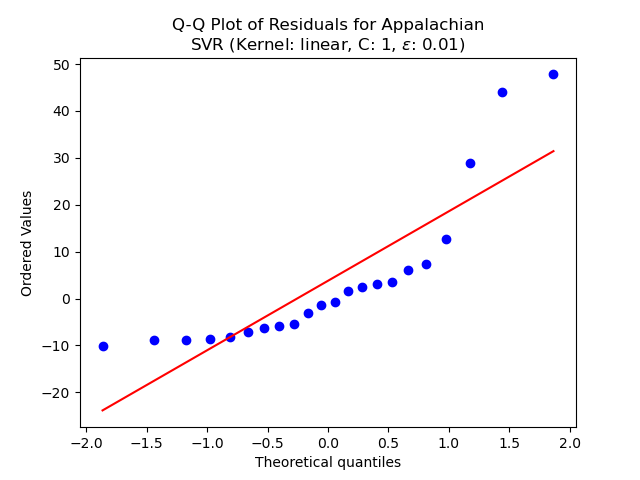 Q-Q Plot of Residuals for Appalachian
SVR (Kernel: linear, C: 1, ε: 0.01)
Ordered Values
50
40
30
20
10
0
−10
−20
−2.0 −1.5 −1.0 −0.5 0.0 0.5 1.0 1.5 2.0
Theoretical quantiles